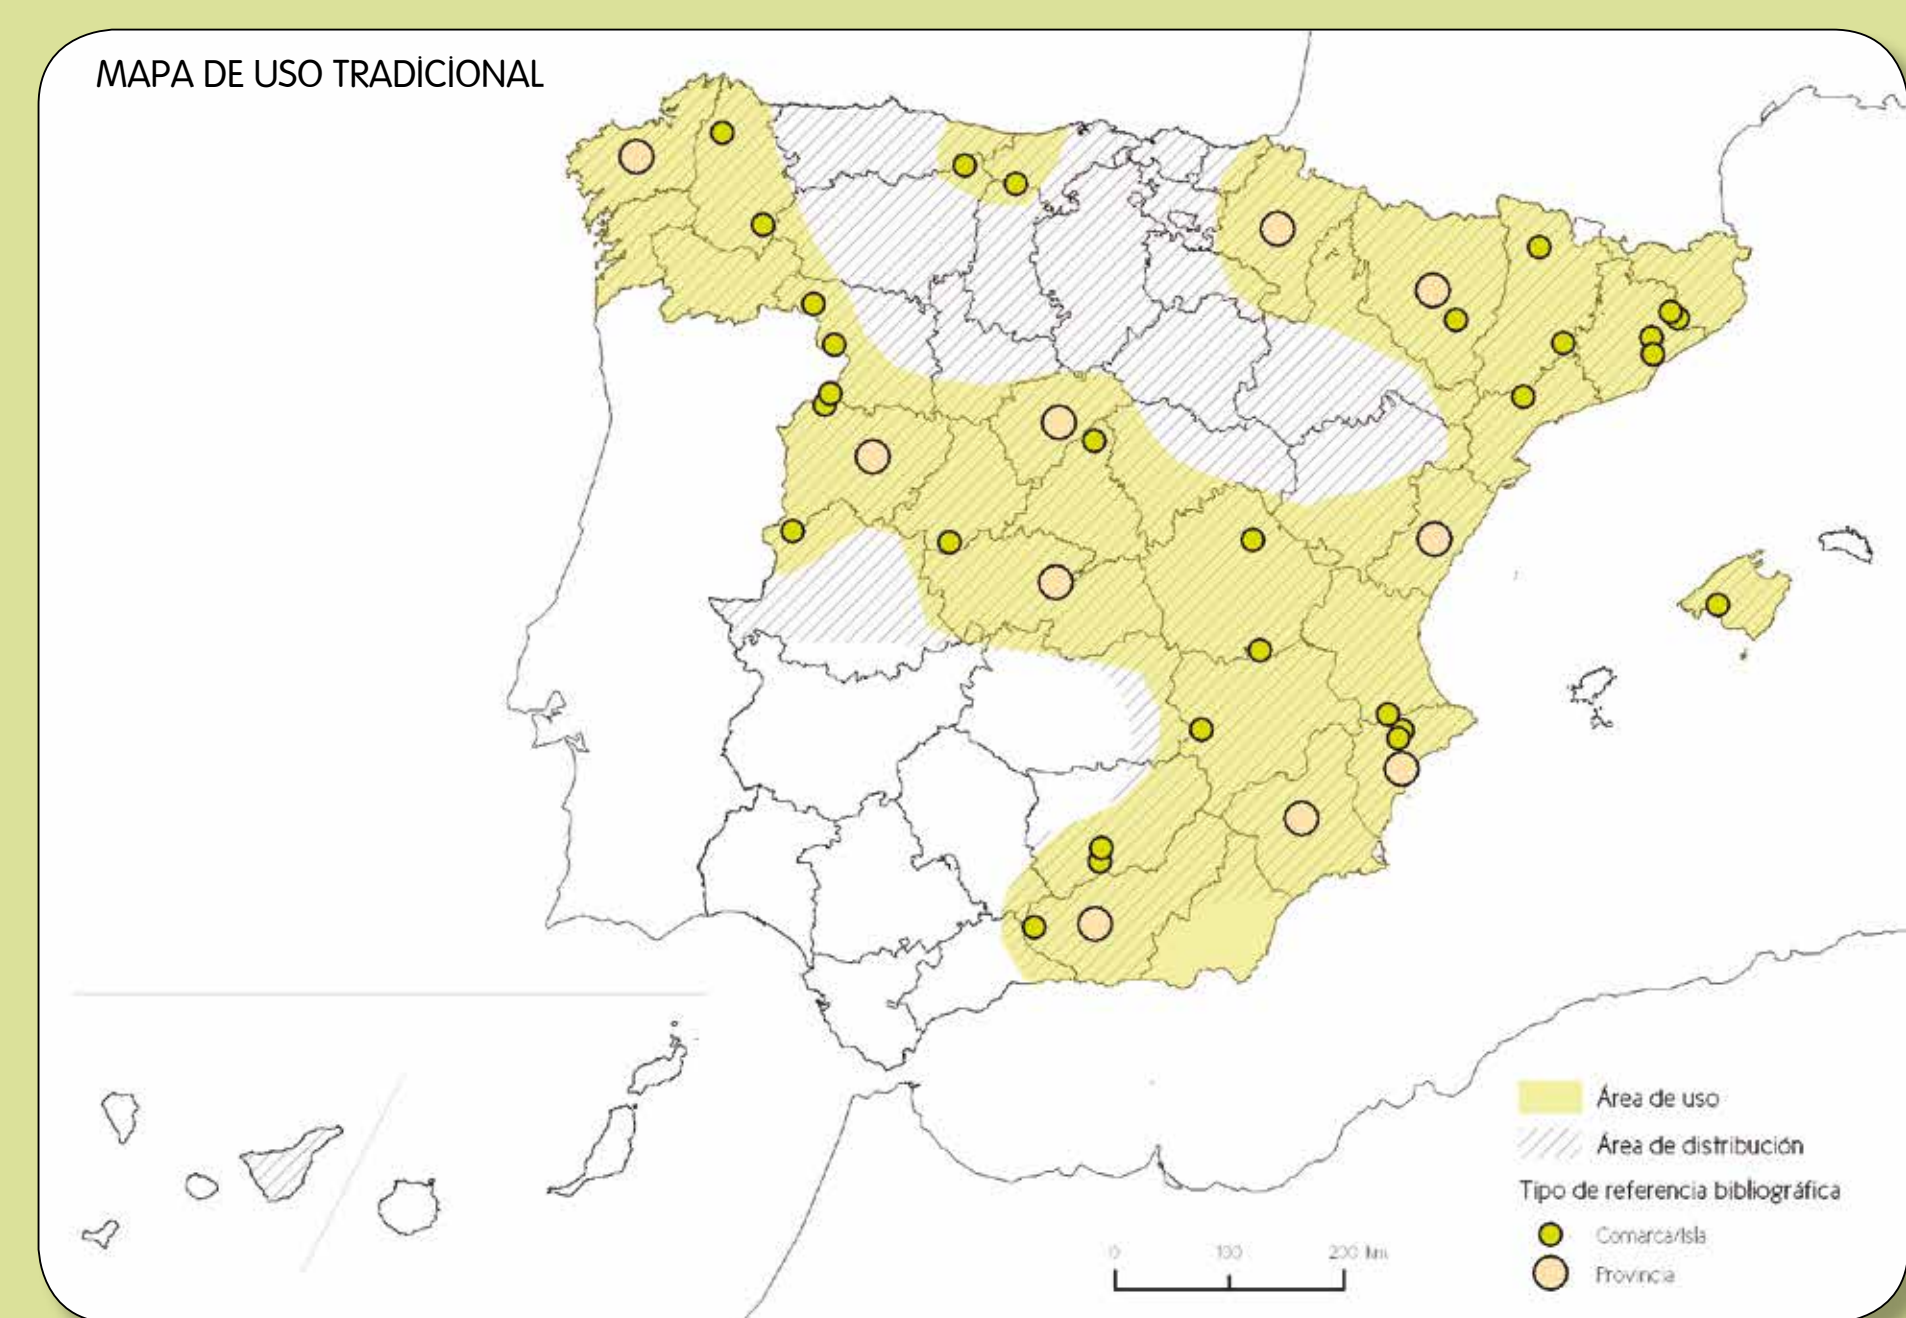 MAPA DE USO TRADICIONAL
Área de uso
Área de distribución
Tipo de referencia bibliográfica
Comarca/Isla
Provincia
0 100 200 km